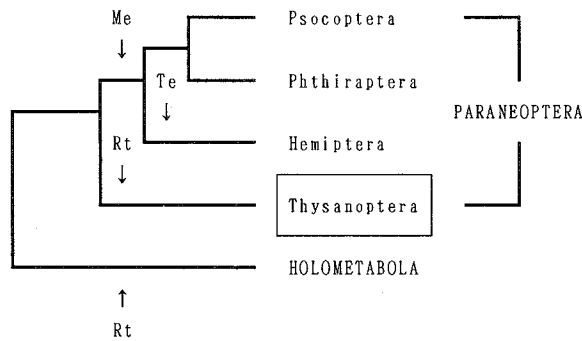 Me
Psocoptera
Te
Phthiraptera
PARANEOPTERA
Rt
Hemiptera
Thysanoptera
HOLOMETABOLA
Rt